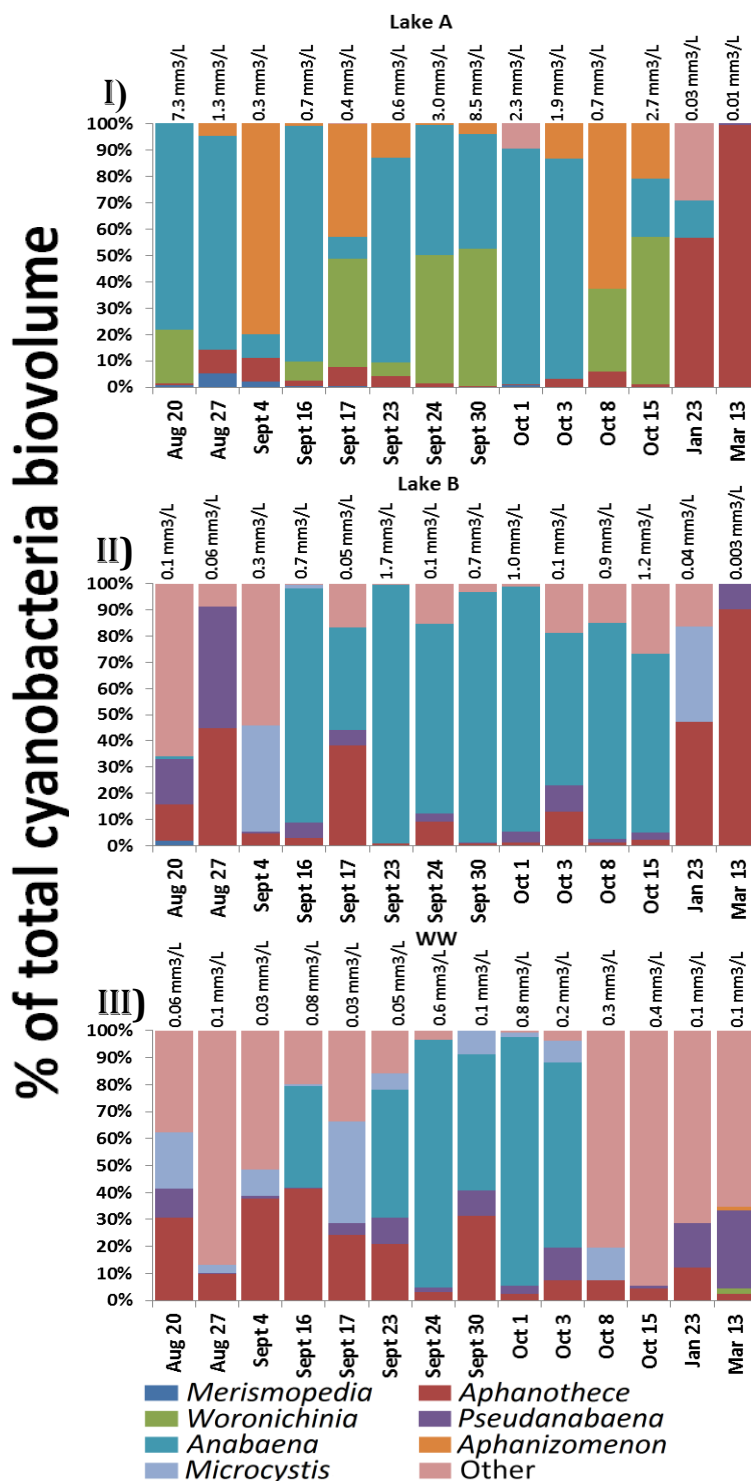 % of total cyanobacteria biovolume
Lake A
I)
7.3 mm3/L
1.3 mm3/L
0.3 mm3/L
0.7 mm3/L
0.4 mm3/L
0.6 mm3/L
3.0 mm3/L
8.5 mm3/L
2.3 mm3/L
1.9 mm3/L
0.7 mm3/L
2.7 mm3/L
0.03 mm3/L
0.01 mm3/L
100%
90%
80%
70%
60%
50%
40%
30%
20%
10%
0%
Aug 20
Aug 27
Sept 4
Sept 16
Sept 17
Sept 23
Sept 24
Sept 30
Oct 1
Oct 3
Oct 8
Oct 15
Jan 23
Mar 13
Lake B
II)
0.1 mm3/L
0.06 mm3/L
0.3 mm3/L
0.7 mm3/L
0.05 mm3/L
1.7 mm3/L
0.1 mm3/L
0.7 mm3/L
1.0 mm3/L
0.1 mm3/L
0.9 mm3/L
1.2 mm3/L
0.04 mm3/L
0.003 mm3/L
100%
90%
80%
70%
60%
50%
40%
30%
20%
10%
0%
Aug 20
Aug 27
Sept 4
Sept 16
Sept 17
Sept 23
Sept 24
Sept 30
Oct 1
Oct 3
Oct 8
Oct 15
Jan 23
Mar 13
WW
III)
0.06 mm3/L
0.1 mm3/L
0.03 mm3/L
0.08 mm3/L
0.03 mm3/L
0.05 mm3/L
0.6 mm3/L
0.1 mm3/L
0.8 mm3/L
0.2 mm3/L
0.3 mm3/L
0.4 mm3/L
0.1 mm3/L
0.1 mm3/L
100%
90%
80%
70%
60%
50%
40%
30%
20%
10%
0%
Aug 20
Aug 27
Sept 4
Sept 16
Sept 17
Sept 23
Sept 24
Sept 30
Oct 1
Oct 3
Oct 8
Oct 15
Jan 23
Mar 13
Merismopedia
Aphanothece
Woronichinia
Pseudanabaena
Anabaena
Aphanizomenon
Microcystis
Other